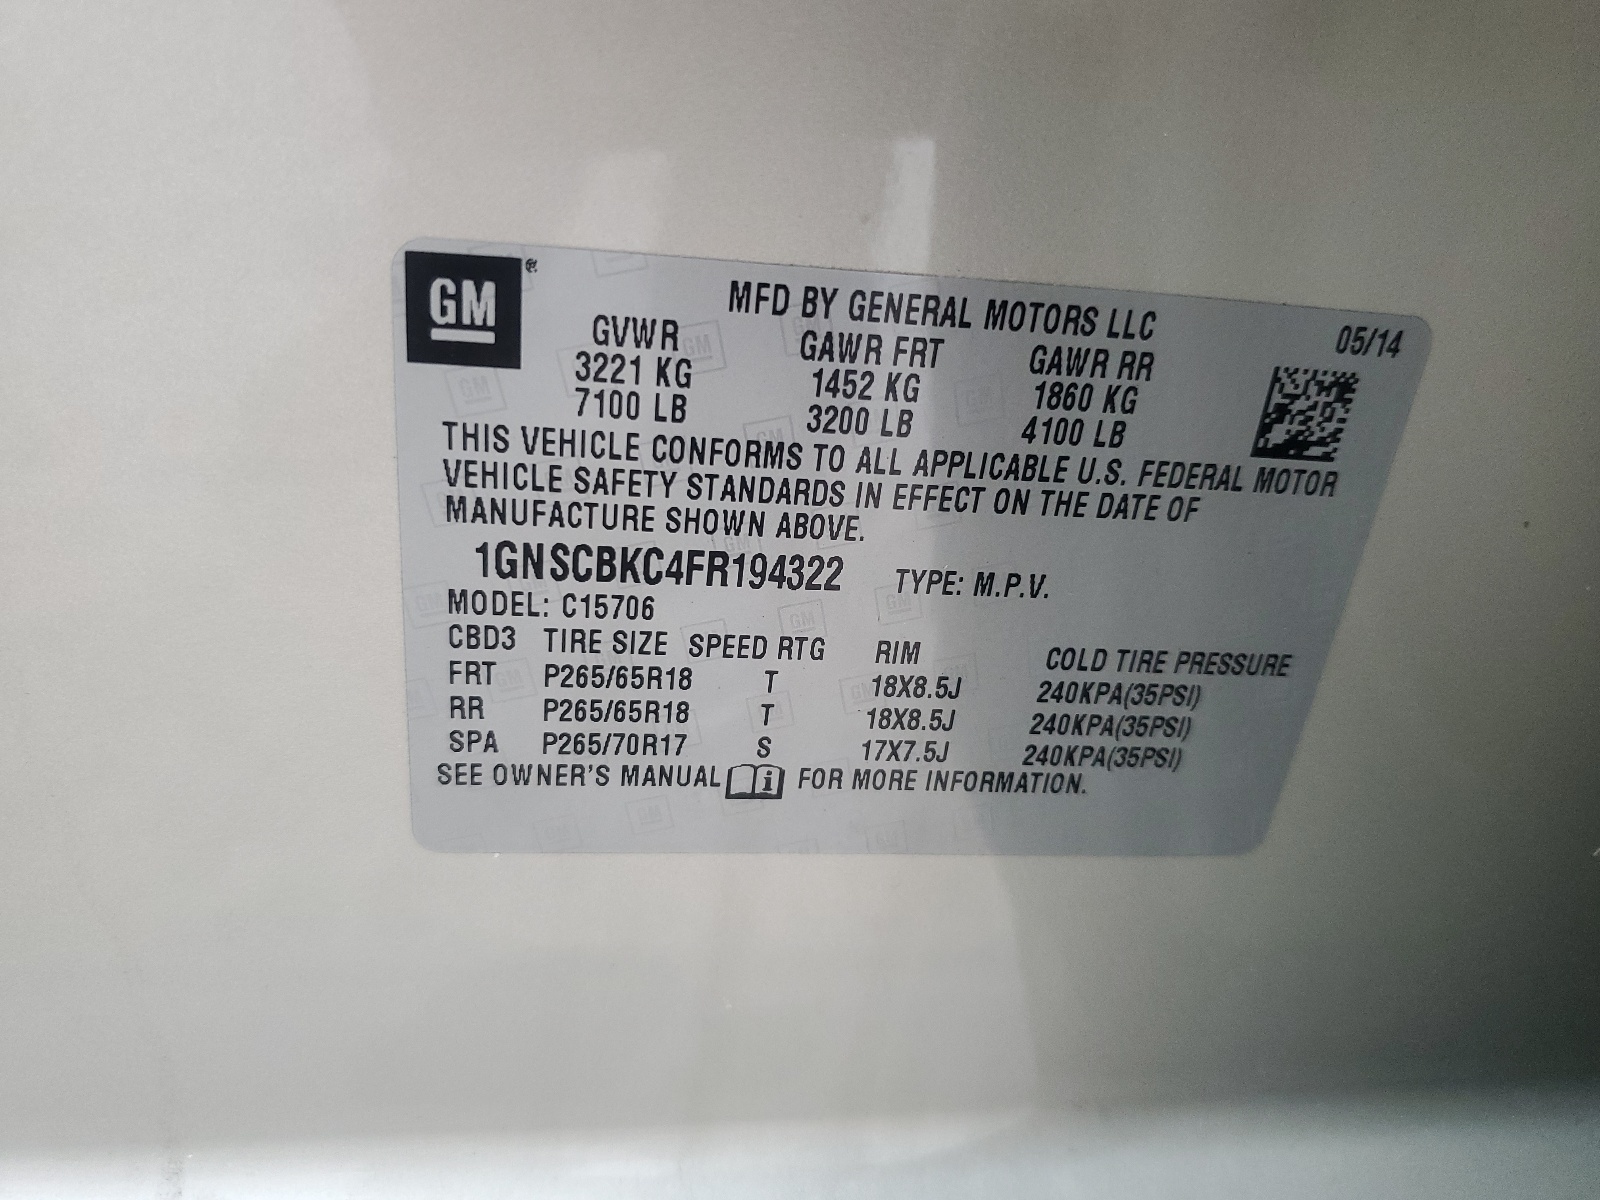 GM®
MFD BY GENERAL MOTORS LLC
05/14
GVWR GAWR FRT GAWR RR
3221 KG 1452 KG 1860 KG
7100 LB 3200 LB 4100 LB
THIS VEHICLE CONFORMS TO ALL APPLICABLE U.S. FEDERAL MOTOR
VEHICLE SAFETY STANDARDS IN EFFECT ON THE DATE OF
MANUFACTURE SHOWN ABOVE.
1GNSCBKC4FR194322 TYPE: M.P.V.
MODEL: C15706
CBD3 TIRE SIZE SPEED RTG RIM COLD TIRE PRESSURE
FRT P265/65R18 T 18X8.5J 240KPA(35PSI)
RR P265/65R18 T 18X8.5J 240KPA(35PSI)
SPA P265/70R17 S 17X7.5J 240KPA(35PSI)
SEE OWNER'S MANUAL i FOR MORE INFORMATION.